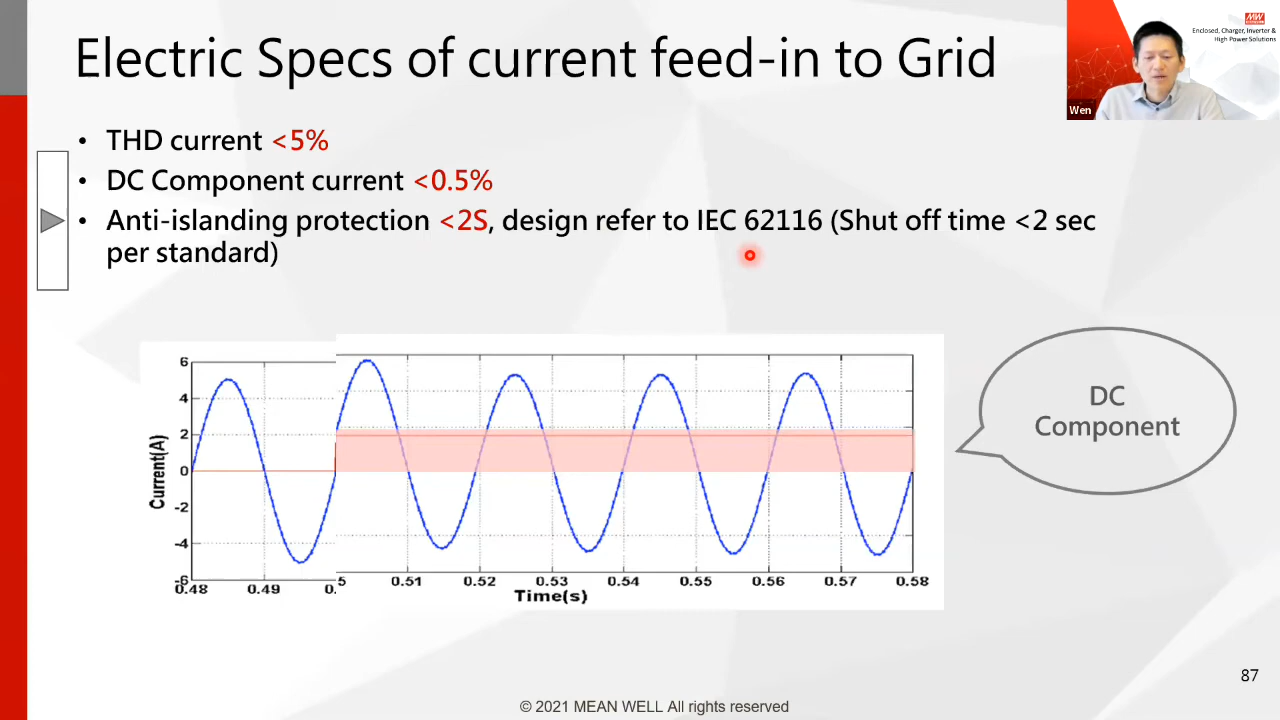 Electric Specs of current feed-in to Grid
MW
Enclosed, Charger, Inverter &
High Power Solutions
Wen
• THD current <5%
• DC Component current <0.5%
• Anti-islanding protection <2S, design refer to IEC 62116 (Shut off time <2 sec
per standard)
6
4
2
0
-2
-4
-6
Current(A)
0.48 0.49 0.5 0.51 0.52 0.53 0.54 0.55 0.56 0.57 0.58
Time(s)
DC
Component
87
© 2021 MEAN WELL All rights reserved